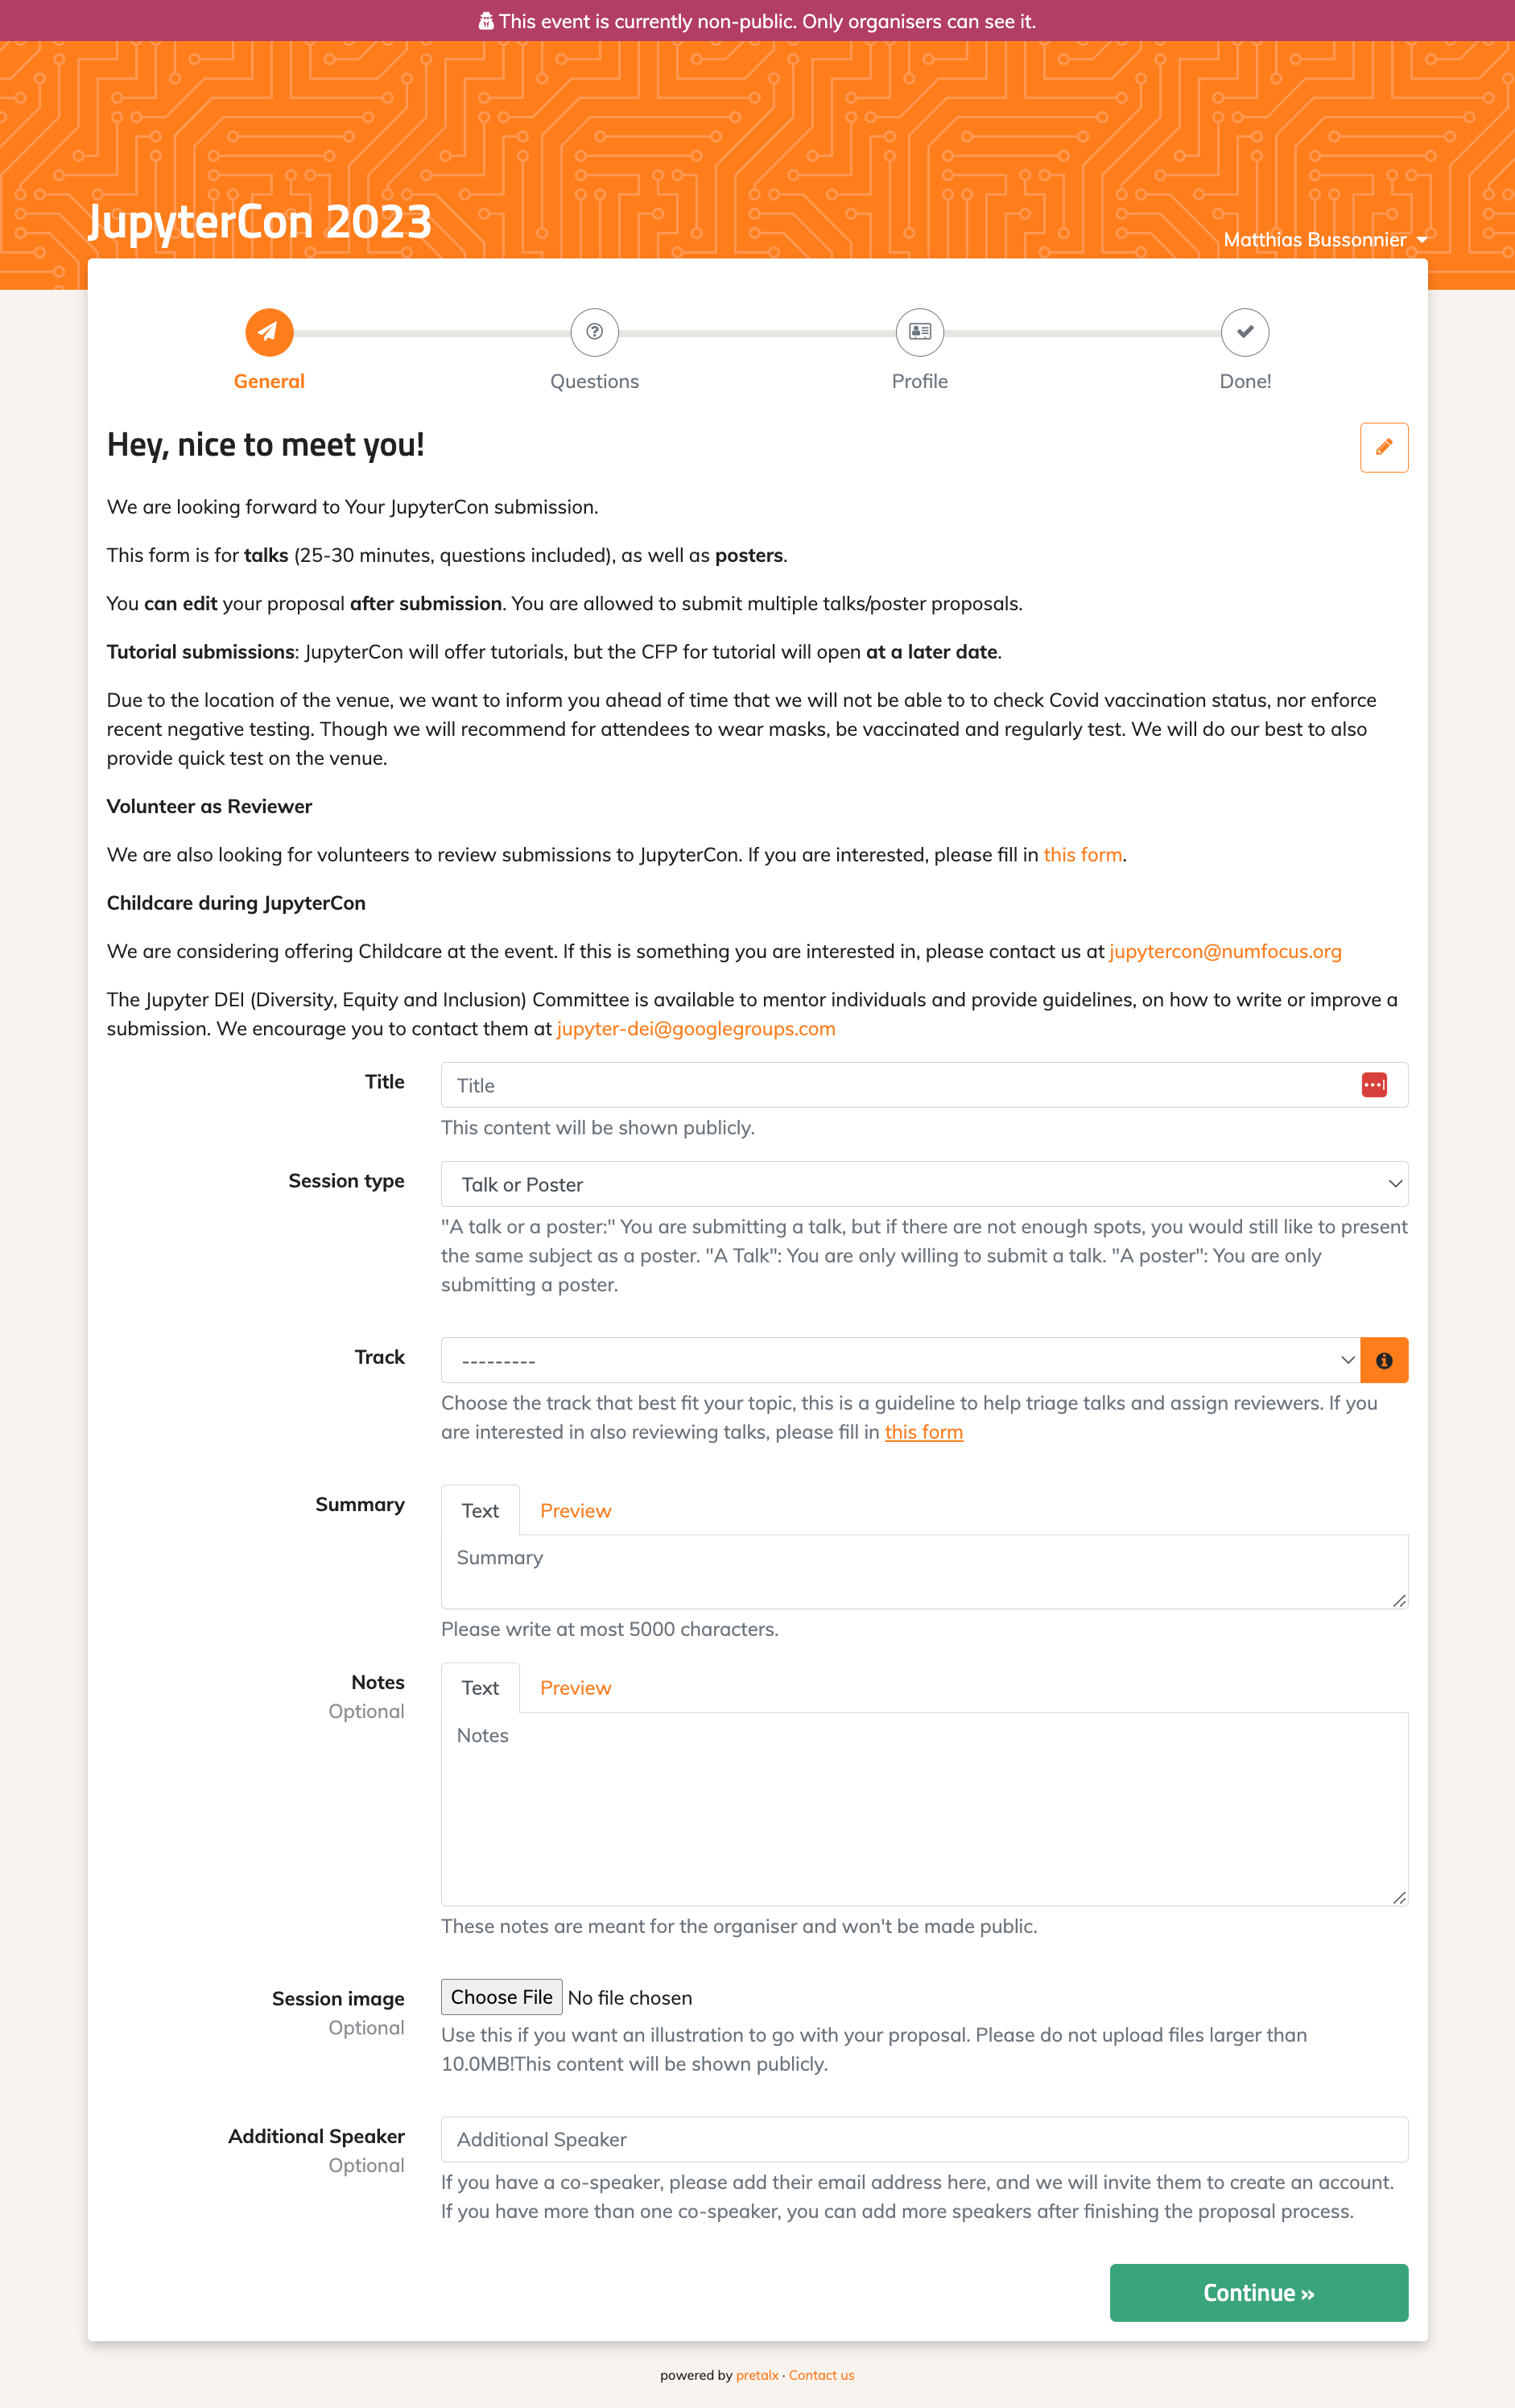 This event is currently non-public. Only organisers can see it.
JupyterCon 2023
Matthias Bussonnier
General
Questions
Profile
Done!
Hey, nice to meet you!
We are looking forward to Your JupyterCon submission.
This form is for talks (25-30 minutes, questions included), as well as posters.
You can edit your proposal after submission. You are allowed to submit multiple talks/poster proposals.
Tutorial submissions: JupyterCon will offer tutorials, but the CFP for tutorial will open at a later date.
Due to the location of the venue, we want to inform you ahead of time that we will not be able to to check Covid vaccination status, nor enforce
recent negative testing. Though we will recommend for attendees to wear masks, be vaccinated and regularly test. We will do our best to also
provide quick test on the venue.
Volunteer as Reviewer
We are also looking for volunteers to review submissions to JupyterCon. If you are interested, please fill in this form.
Childcare during JupyterCon
We are considering offering Childcare at the event. If this is something you are interested in, please contact us at jupytercon@numfocus.org
The Jupyter DEI (Diversity, Equity and Inclusion) Committee is available to mentor individuals and provide guidelines, on how to write or improve a
submission. We encourage you to contact them at jupyter-dei@googlegroups.com
Title
Title
This content will be shown publicly.
Session type
Talk or Poster
"A talk or a poster:" You are submitting a talk, but if there are not enough spots, you would still like to present
the same subject as a poster. "A Talk": You are only willing to submit a talk. "A poster": You are only
submitting a poster.
Track
---------
Choose the track that best fit your topic, this is a guideline to help triage talks and assign reviewers. If you
are interested in also reviewing talks, please fill in this form
Summary
Text Preview
Summary
Please write at most 5000 characters.
Notes
Optional
Text Preview
Notes
These notes are meant for the organiser and won't be made public.
Session image
Optional
Choose File No file chosen
Use this if you want an illustration to go with your proposal. Please do not upload files larger than
10.0MB!This content will be shown publicly.
Additional Speaker
Optional
Additional Speaker
If you have a co-speaker, please add their email address here, and we will invite them to create an account.
If you have more than one co-speaker, you can add more speakers after finishing the proposal process.
Continue »
powered by pretalx · Contact us